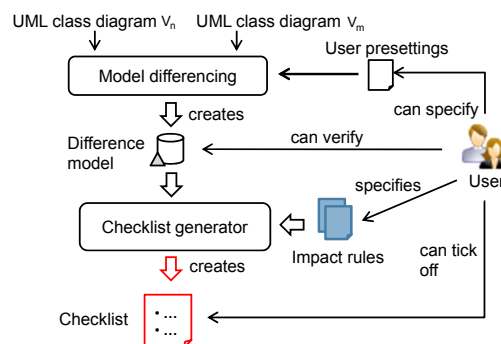 UML class diagram Vn
UML class diagram Vm
User presettings
Model differencing
creates
can specify
Difference
model
can verify
User
specifies
Checklist generator
Impact rules
creates
can tick
off
Checklist
• ...
• ...